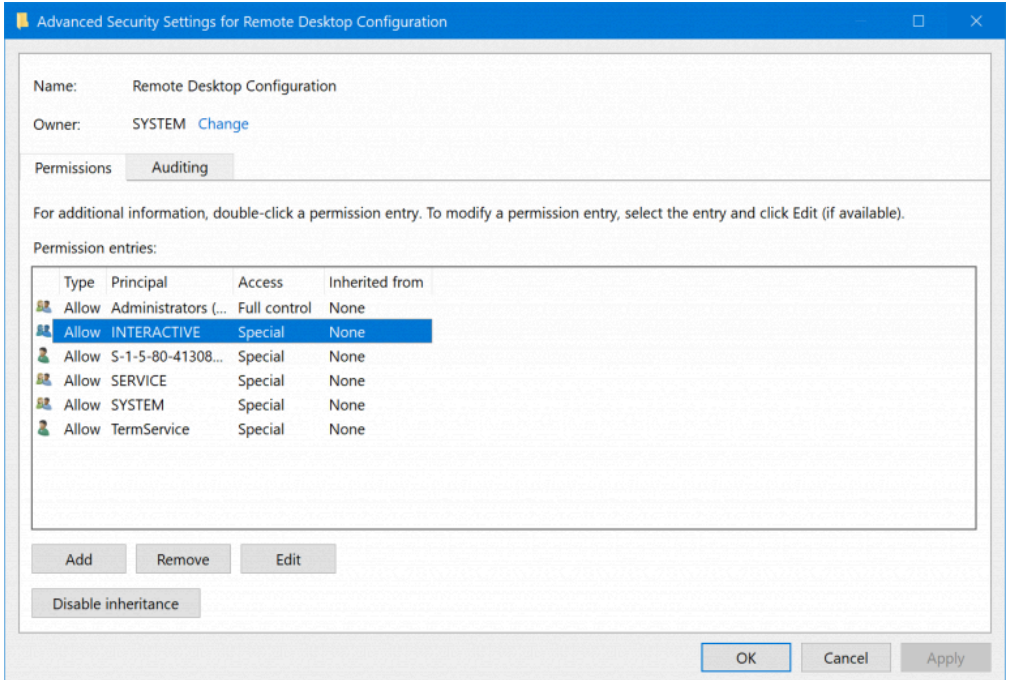 Advanced Security Settings for Remote Desktop Configuration
Name: Remote Desktop Configuration
Owner: SYSTEM Change
Permissions Auditing
For additional information, double-click a permission entry. To modify a permission entry, select the entry and click Edit (if available).
Permission entries:
Type Principal Access Inherited from
Allow Administrators (... Full control None
Allow INTERACTIVE Special None
Allow S-1-5-80-41308... Special None
Allow SERVICE Special None
Allow SYSTEM Special None
Allow TermService Special None
Add Remove Edit
Disable inheritance
OK Cancel Apply